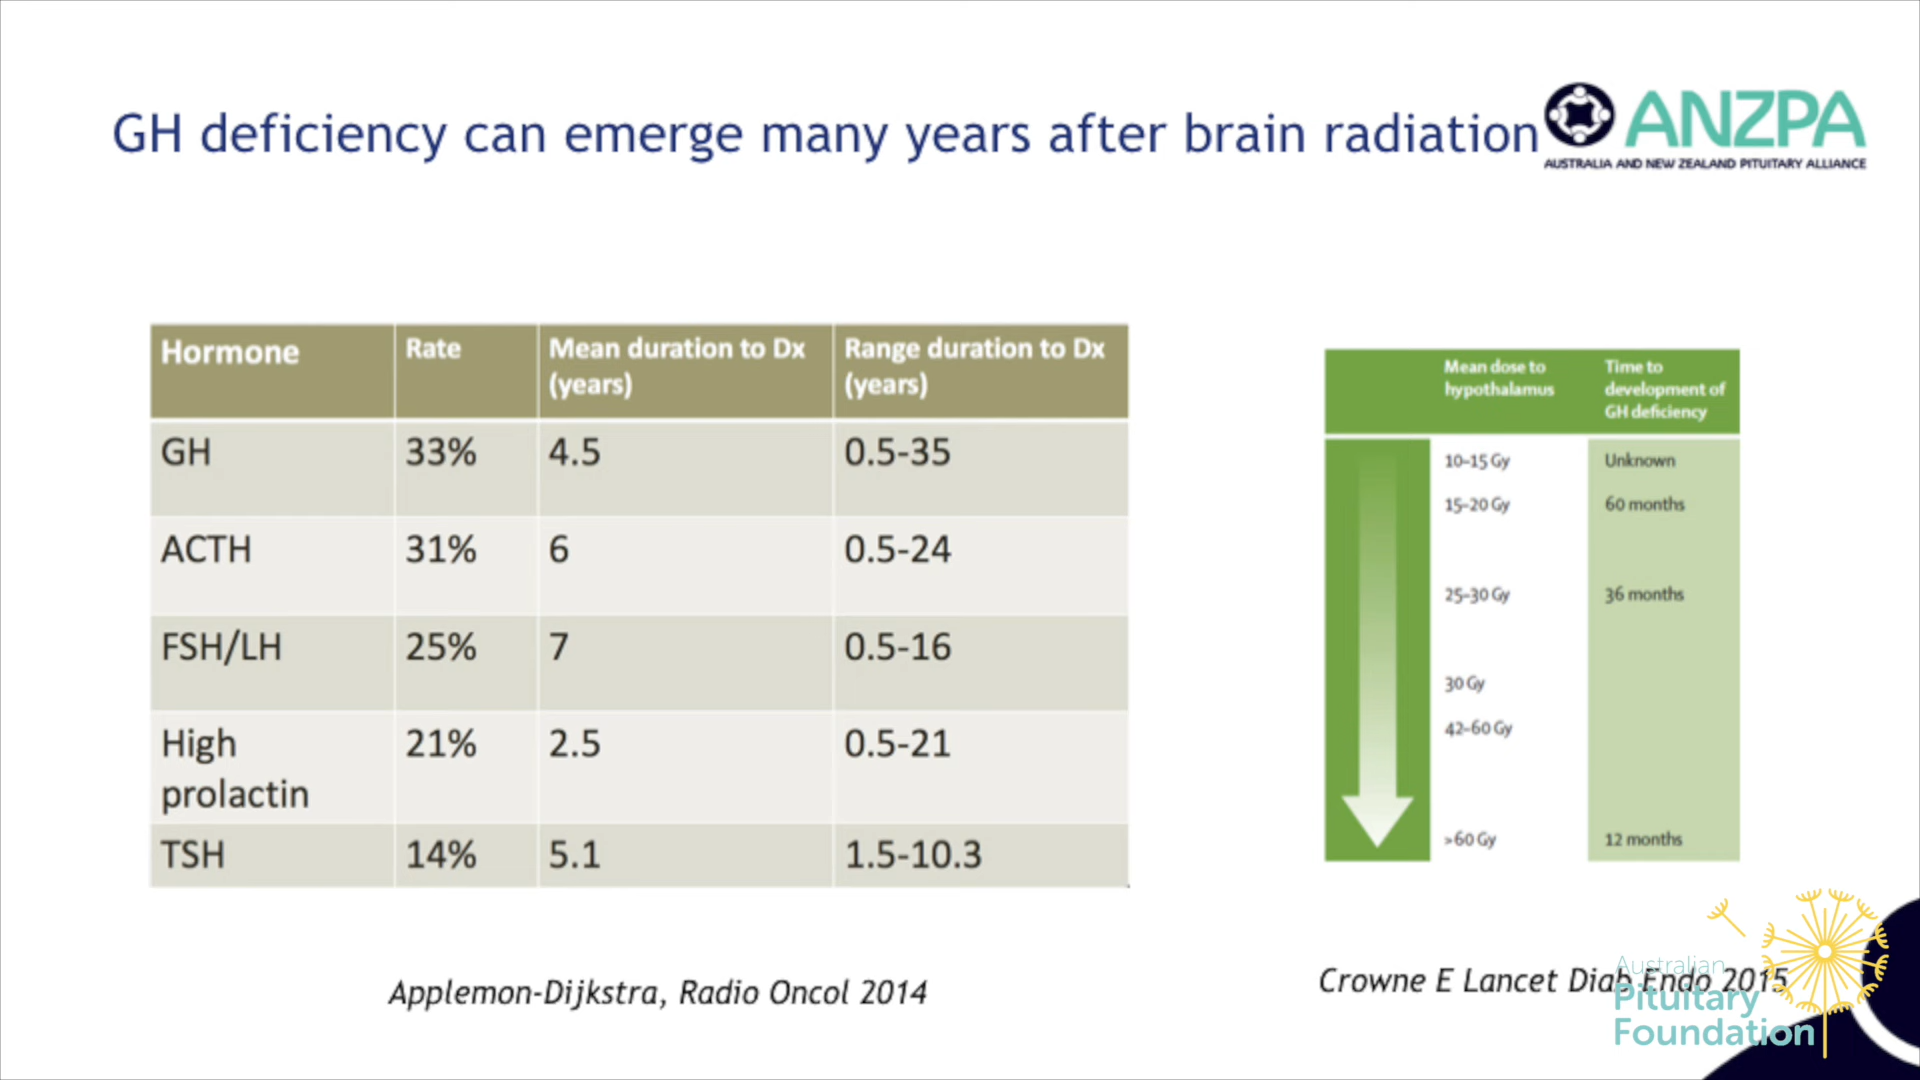 GH deficiency can emerge many years after brain radiation
ANZPA
AUSTRALIA AND NEW ZEALAND PITUITARY ALLIANCE
Hormone Rate Mean duration to Dx (years) Range duration to Dx (years)
GH 33% 4.5 0.5-35
ACTH 31% 6 0.5-24
FSH/LH 25% 7 0.5-16
High prolactin 21% 2.5 0.5-21
TSH 14% 5.1 1.5-10.3
Applemon-Dijkstra, Radio Oncol 2014
Mean dose to hypothalamus Time to development of GH deficiency
10–15 Gy Unknown
15–20 Gy 60 months
25–30 Gy 36 months
30 Gy
42–60 Gy
>60 Gy 12 months
Crowne E Lancet Diab Endo 2015
Australian
Pituitary
Foundation